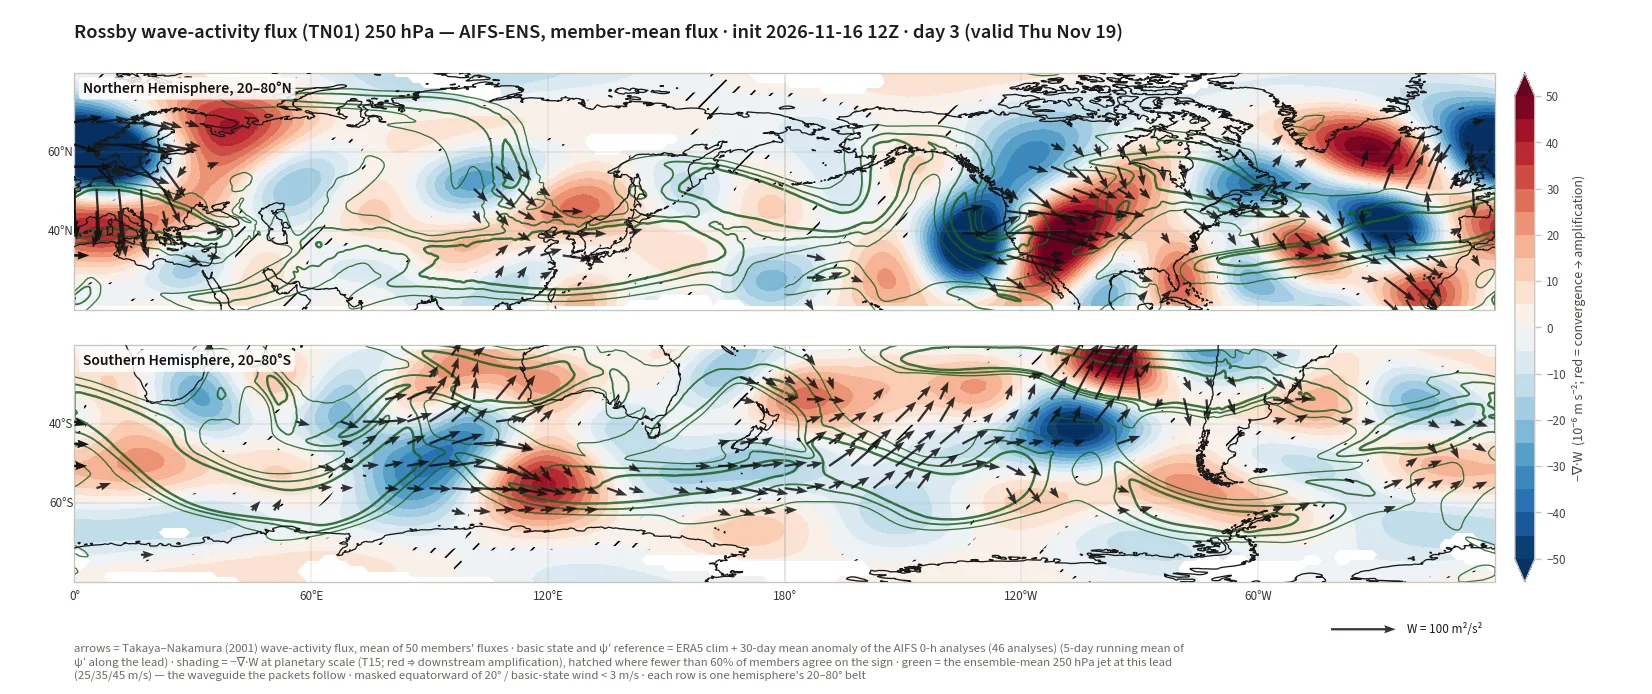 Rossby wave-activity flux (TN01) 250 hPa — AIFS-ENS, member-mean flux · init 2026-11-16 12Z · day 3 (valid Thu Nov 19)
Northern Hemisphere, 20–80°N
60°N
40°N
Southern Hemisphere, 20–80°S
40°S
60°S
0°
60°E
120°E
180°
120°W
60°W
50
40
30
20
10
0
−10
−20
−30
−40
−50
−∇·W (10⁻⁶ m s⁻²; red = convergence → amplification)
W = 100 m²/s²
arrows = Takaya–Nakamura (2001) wave-activity flux, mean of 50 members' fluxes · basic state and ψ' reference = ERA5 clim + 30-day mean anomaly of the AIFS 0-h analyses (46 analyses) (5-day running mean of
ψ' along the lead) · shading = −∇·W at planetary scale (T15; red ⇒ downstream amplification), hatched where fewer than 60% of members agree on the sign · green = the ensemble-mean 250 hPa jet at this lead
(25/35/45 m/s) — the waveguide the packets follow · masked equatorward of 20° / basic-state wind < 3 m/s · each row is one hemisphere's 20–80° belt